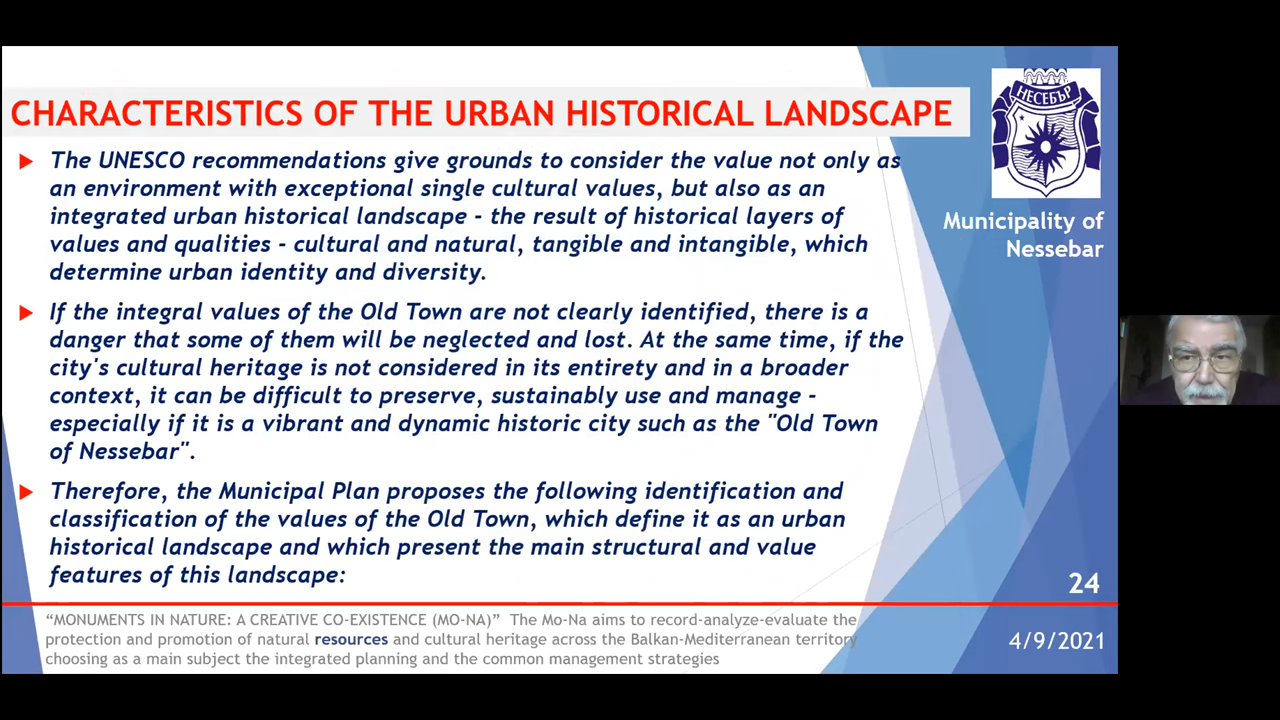 CHARACTERISTICS OF THE URBAN HISTORICAL LANDSCAPE
The UNESCO recommendations give grounds to consider the value not only as
an environment with exceptional single cultural values, but also as an
integrated urban historical landscape - the result of historical layers of
values and qualities - cultural and natural, tangible and intangible, which
determine urban identity and diversity.
If the integral values of the Old Town are not clearly identified, there is a
danger that some of them will be neglected and lost. At the same time, if the
city's cultural heritage is not considered in its entirety and in a broader
context, it can be difficult to preserve, sustainably use and manage -
especially if it is a vibrant and dynamic historic city such as the "Old Town
of Nessebar".
Therefore, the Municipal Plan proposes the following identification and
classification of the values of the Old Town, which define it as an urban
historical landscape and which present the main structural and value
features of this landscape:
НЕСЕБЪР
Municipality of
Nessebar
24
“MONUMENTS IN NATURE: A CREATIVE CO-EXISTENCE (MO-NA)” The Mo-Na aims to record-analyze-evaluate the
protection and promotion of natural resources and cultural heritage across the Balkan-Mediterranean territory
choosing as a main subject the integrated planning and the common management strategies
4/9/2021